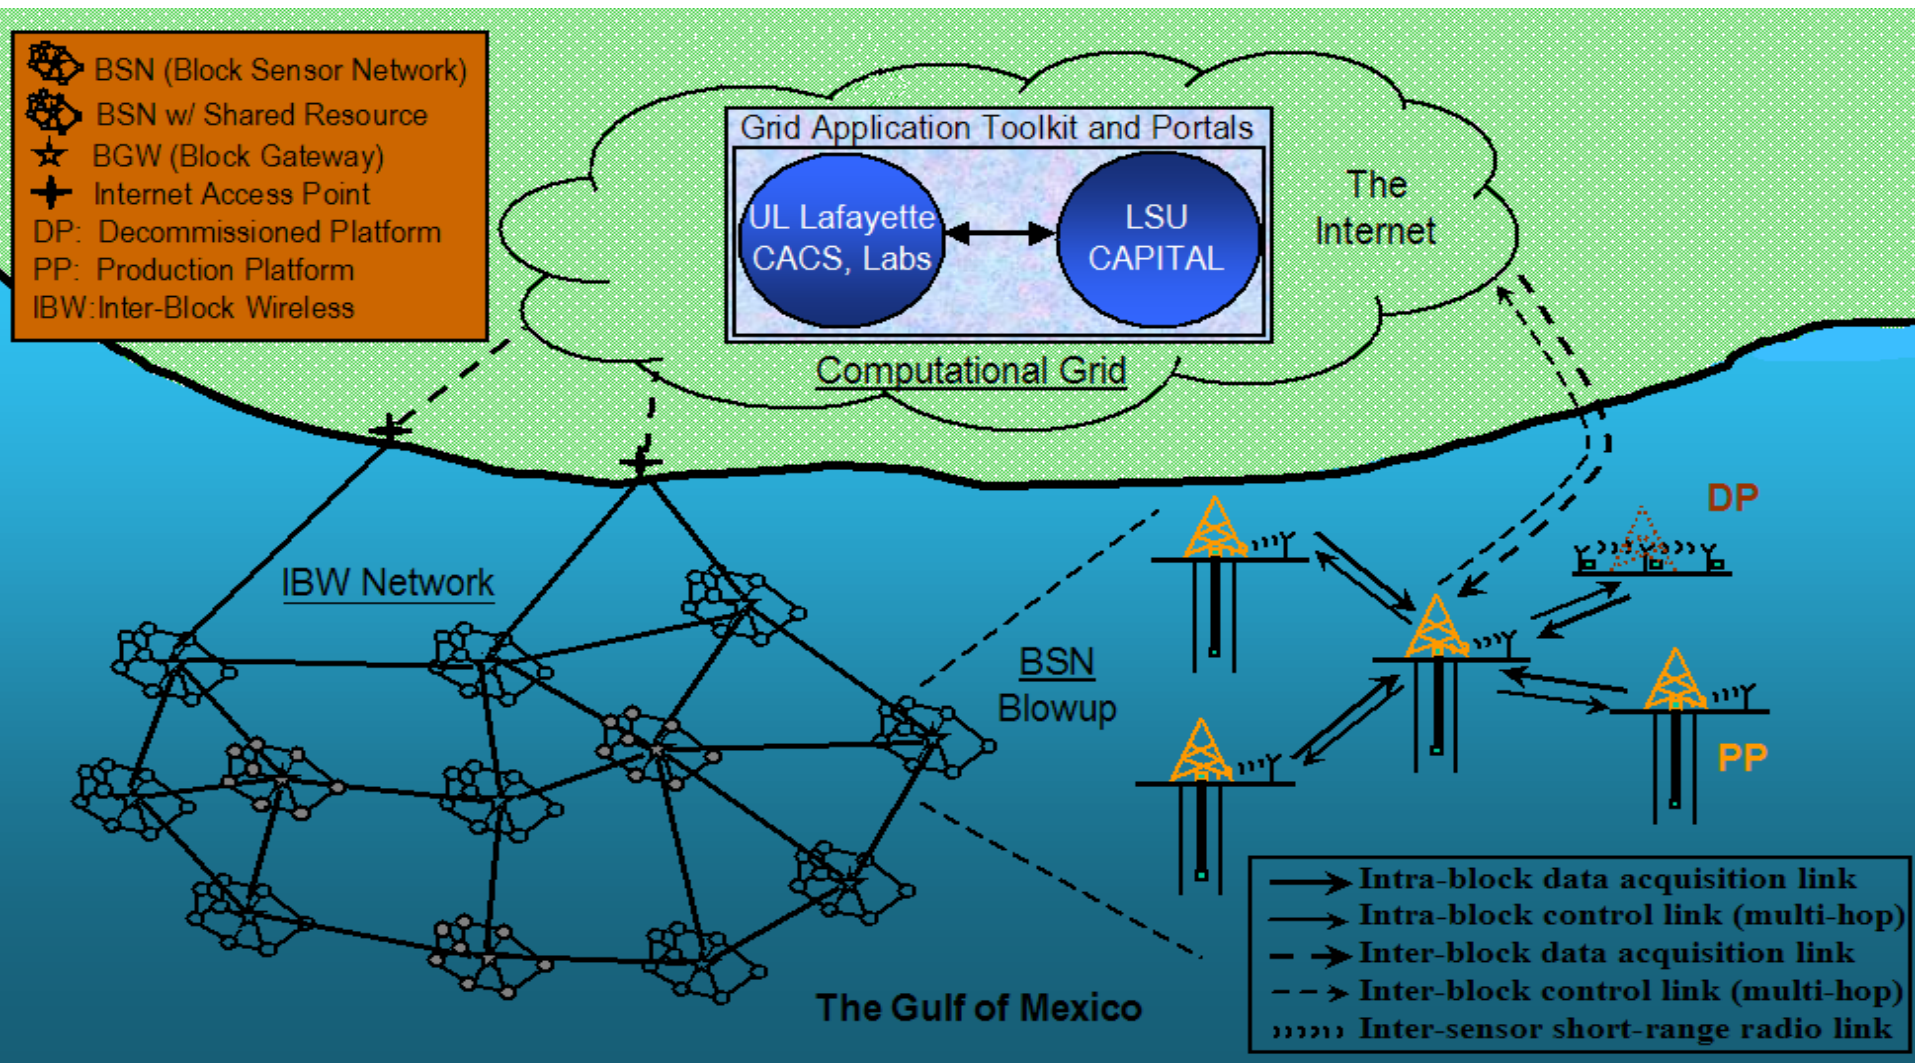 BSN (Block Sensor Network)
BSN w/ Shared Resource
BGW (Block Gateway)
Internet Access Point
DP: Decommissioned Platform
PP: Production Platform
IBW:Inter-Block Wireless
Grid Application Toolkit and Portals
UL Lafayette
CACS, Labs
LSU
CAPITAL
The
Internet
Computational Grid
IBW Network
BSN
Blowup
DP
PP
The Gulf of Mexico
Intra-block data acquisition link
Intra-block control link (multi-hop)
Inter-block data acquisition link
Inter-block control link (multi-hop)
Inter-sensor short-range radio link